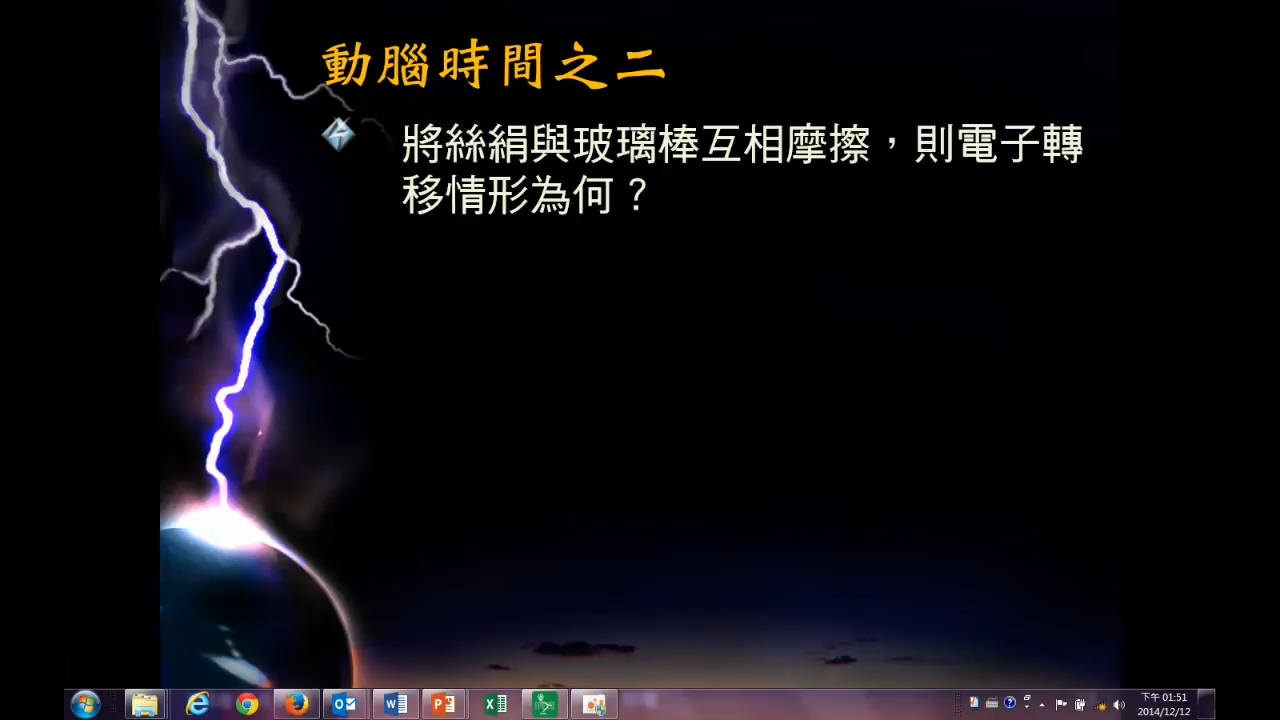 動腦時間之二
將絲絹與玻璃棒互相摩擦，則電子轉
移情形為何？
下午 01:51
2014/12/12